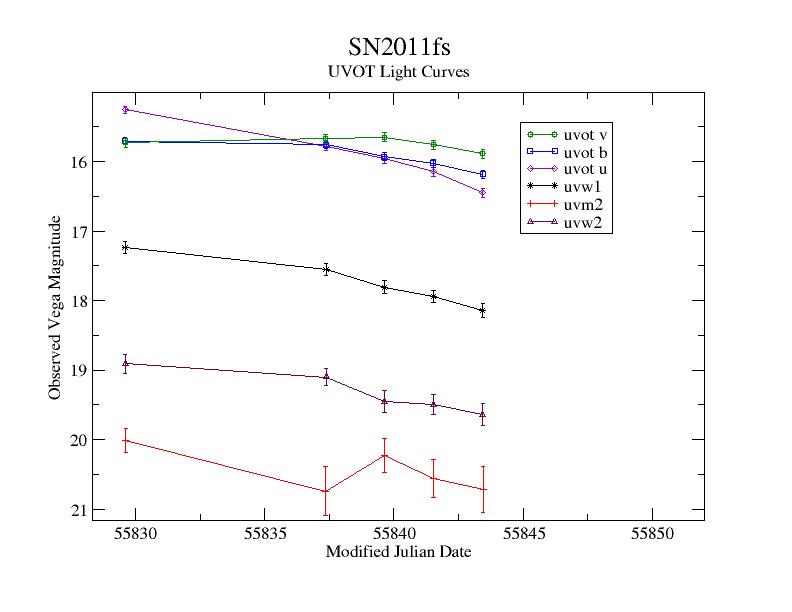 SN2011fs
UVOT Light Curves
Observed Vega Magnitude
16
17
18
19
20
21
uvot v
uvot b
uvot u
uvw1
uvm2
uvw2
55830 55835 55840 55845 55850
Modified Julian Date